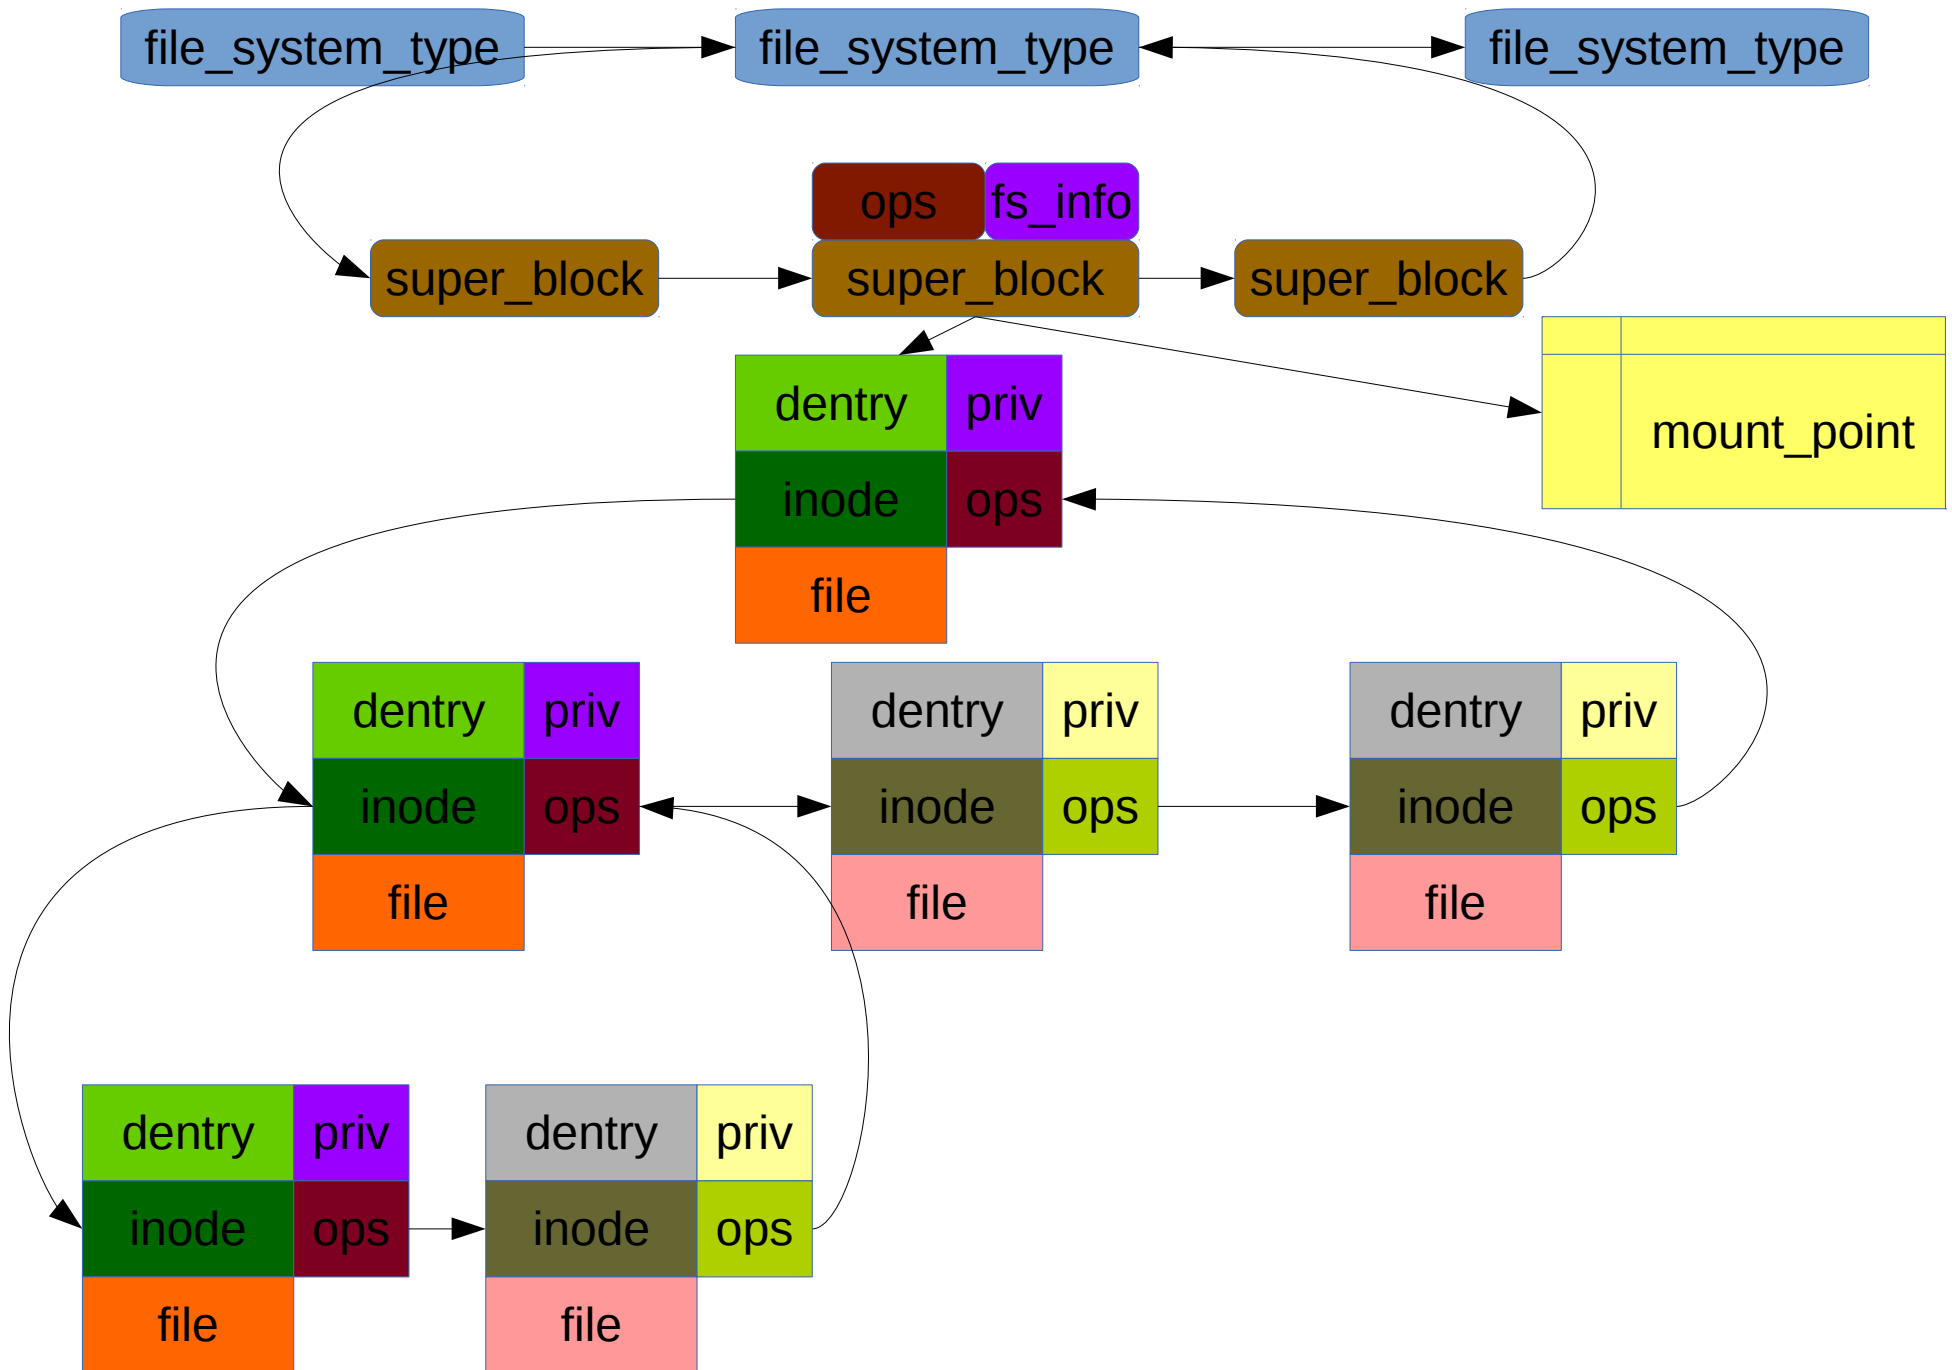 file_system_type file_system_type file_system_type
ops fs_info
super_block super_block super_block
dentry priv
mount_point
inode ops
file
dentry priv dentry priv dentry priv
inode ops inode ops inode ops
file file file
dentry priv dentry priv
inode ops inode ops
file file